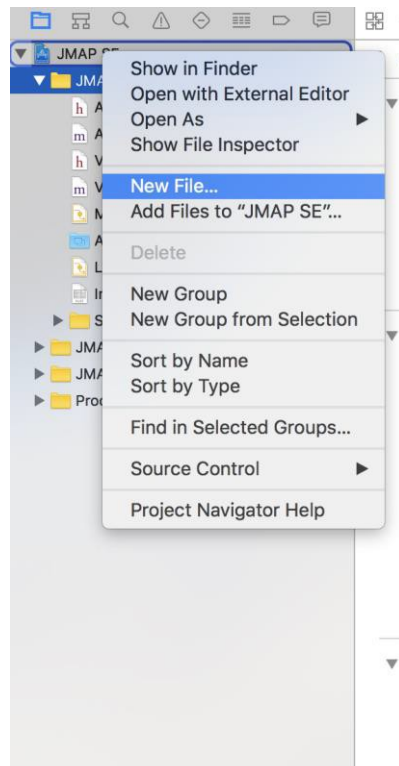 JMAP SE
JMA
Show in Finder
Open with External Editor
Open As
Show File Inspector
New File...
Add Files to “JMAP SE”...
Delete
New Group
New Group from Selection
Sort by Name
Sort by Type
Find in Selected Groups...
Source Control
Project Navigator Help
h A
m A
h V
m V
M
A
L
In
S
JMA
JMA
Proc